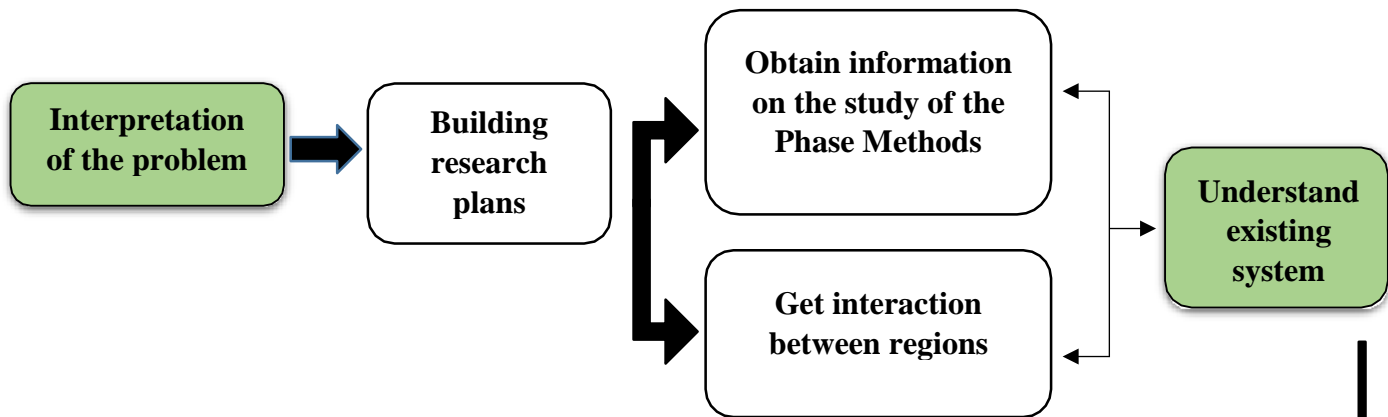 Interpretation
of the problem
Building
research
plans
Obtain information
on the study of the
Phase Methods
Get interaction
between regions
Understand
existing
system